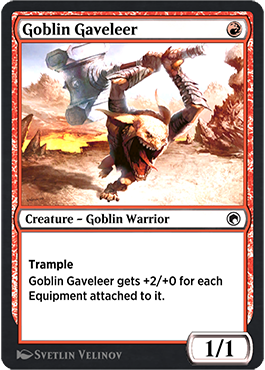 Goblin Gaveleer
Creature – Goblin Warrior
Trample
Goblin Gaveleer gets +2/+0 for each
Equipment attached to it.
Svetlin Velinov
1/1